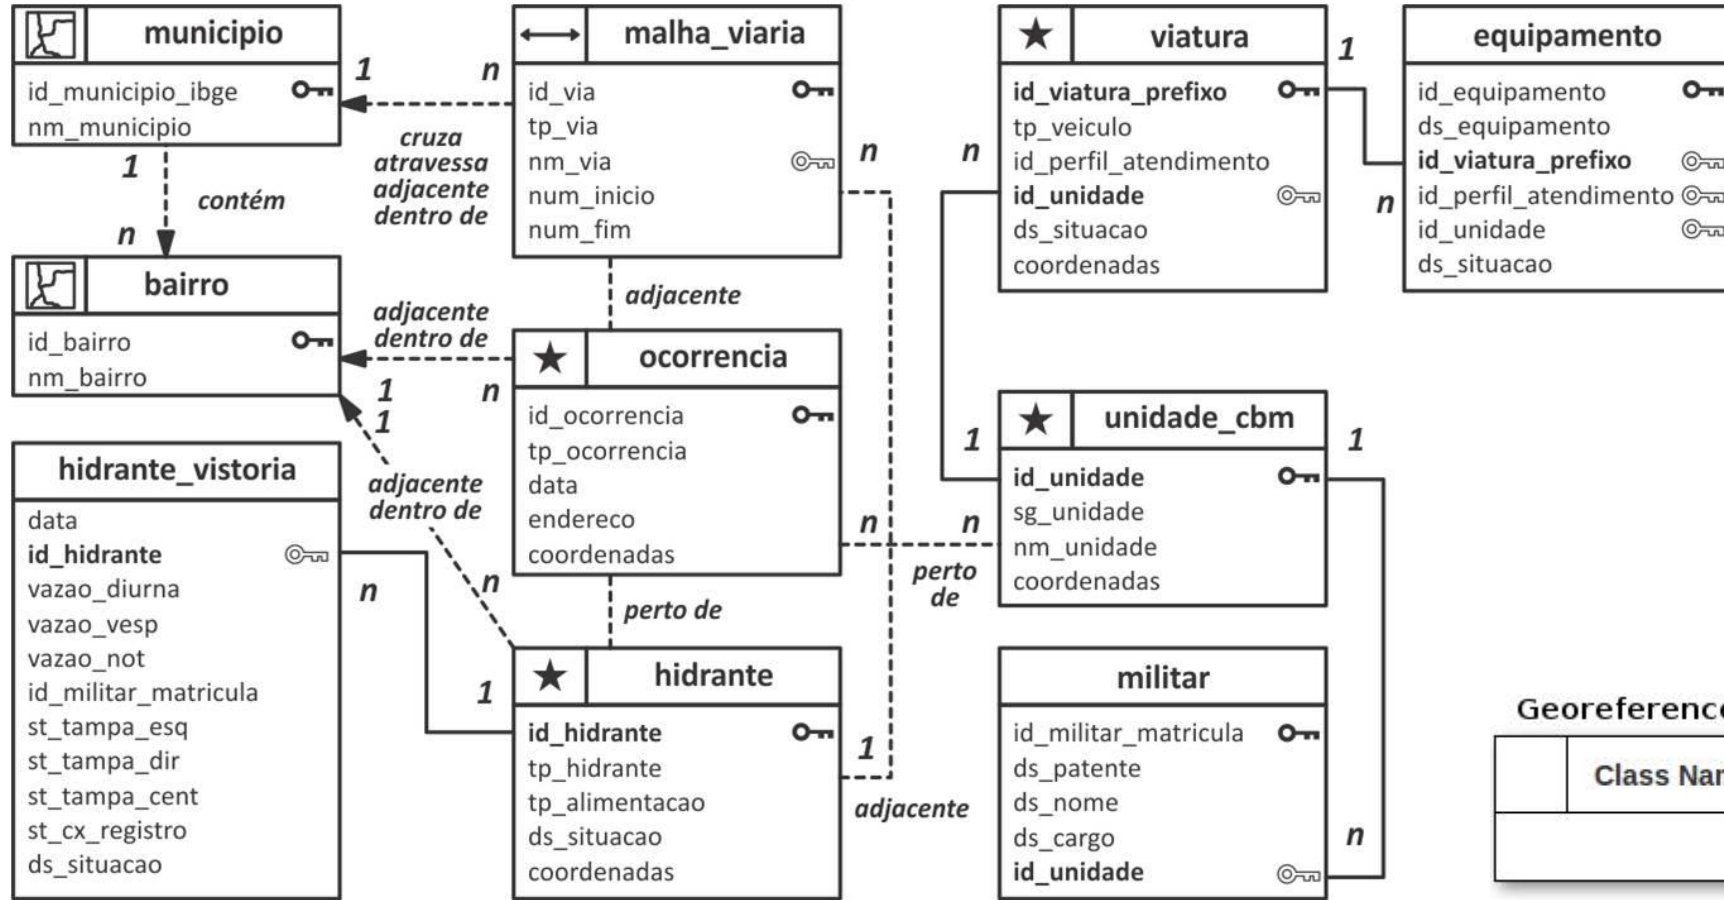 municipio
id_municipio_ibge
nm_municipio
1
n
cruza
atravessa
adjacente
dentro de
1
contém
n
malha_viaria
id_via
tp_via
nm_via
num_inicio
num_fim
n
adjacente
bairro
id_bairro
nm_bairro
adjacente
dentro de
1
n
1
adjacente
dentro de
n
ocorrencia
id_ocorrencia
tp_ocorrencia
data
endereco
coordenadas
n
n
perto
de
perto de
hidrante_vistoria
data
id_hidrante
vazao_diurna
vazao_vesp
vazao_not
id_militar_matricula
st_tampa_esq
st_tampa_dir
st_tampa_cent
st_cx_registro
ds_situacao
n
1
hidrante
id_hidrante
tp_hidrante
tp_alimentacao
ds_situacao
coordenadas
1
adjacente
viatura
id_viatura_prefixo
tp_veiculo
id_perfil_atendimento
id_unidade
ds_situacao
coordenadas
n
1
1
n
equipamento
id_equipamento
ds_equipamento
id_viatura_prefixo
id_perfil_atendimento
id_unidade
ds_situacao
unidade_cbm
id_unidade
sg_unidade
nm_unidade
coordenadas
1
n
militar
id_militar_matricula
ds_patente
ds_nome
ds_cargo
id_unidade
Georeference
Class Nam